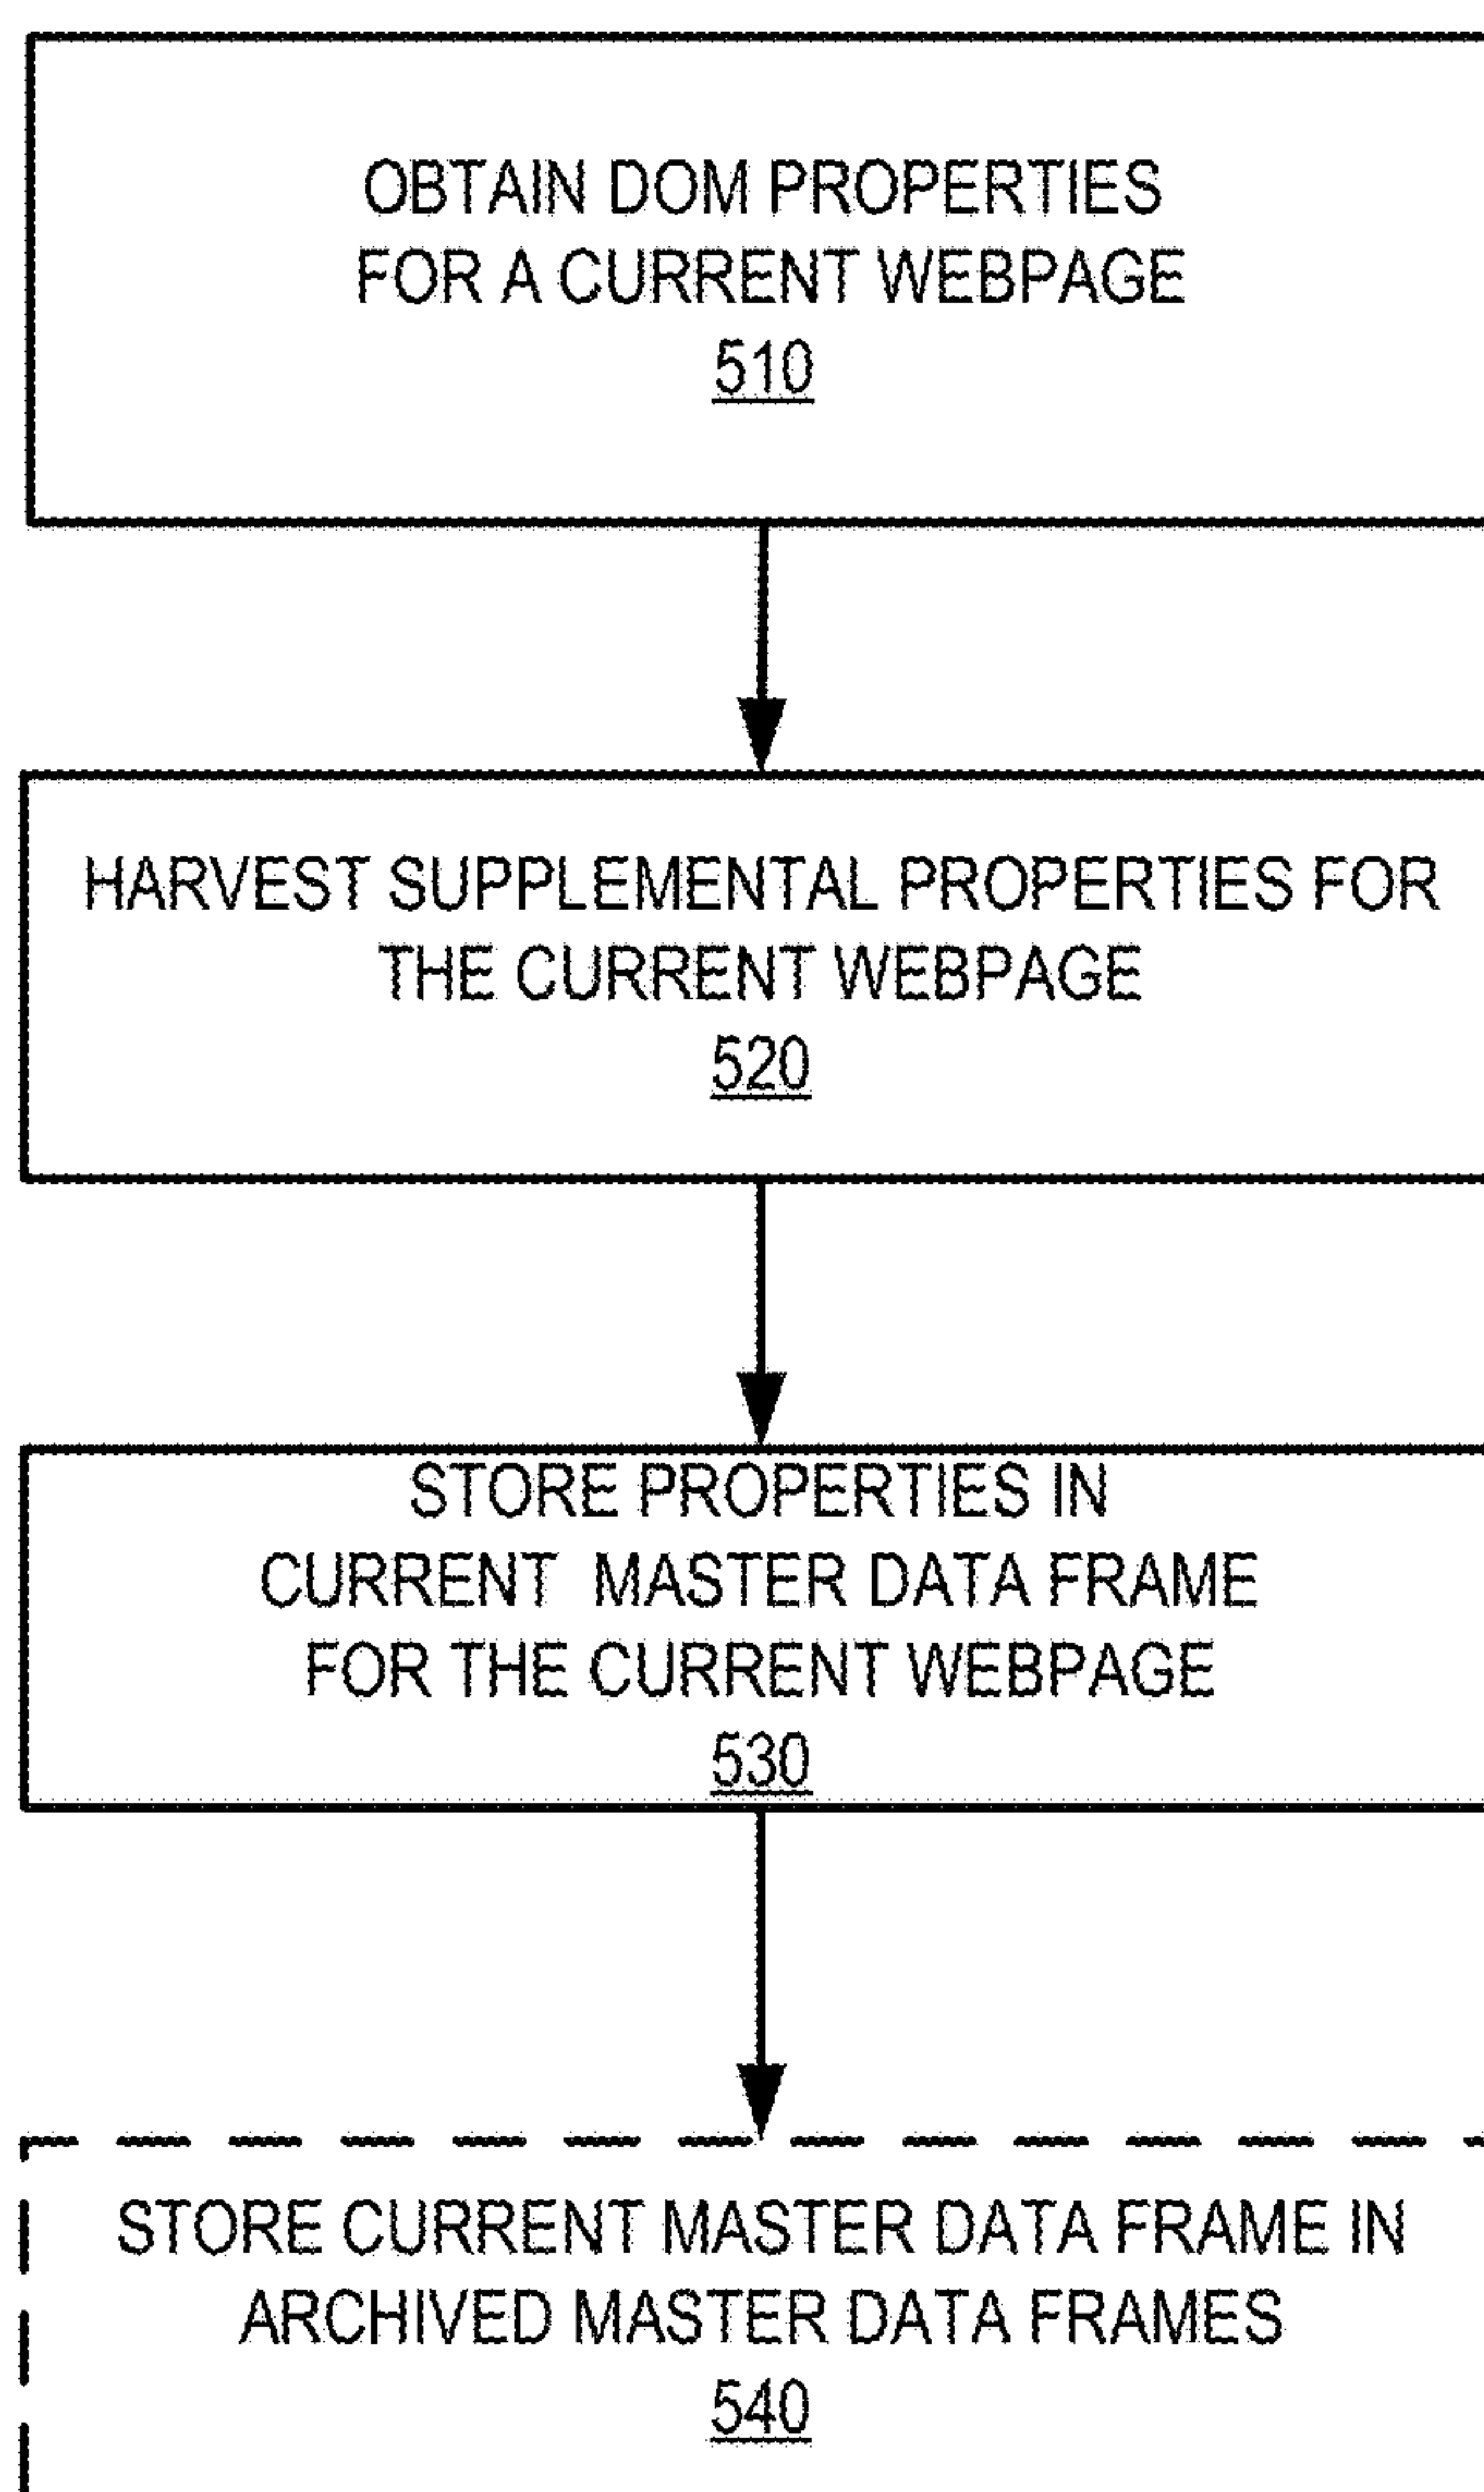 OBTAIN DOM PROPERTIES
FOR A CURRENT WEBPAGE
510
HARVEST SUPPLEMENTAL PROPERTIES FOR
THE CURRENT WEBPAGE
520
STORE PROPERTIES IN
CURRENT MASTER DATA FRAME
FOR THE CURRENT WEBPAGE
530
STORE CURRENT MASTER DATA FRAME IN
ARCHIVED MASTER DATA FRAMES
540